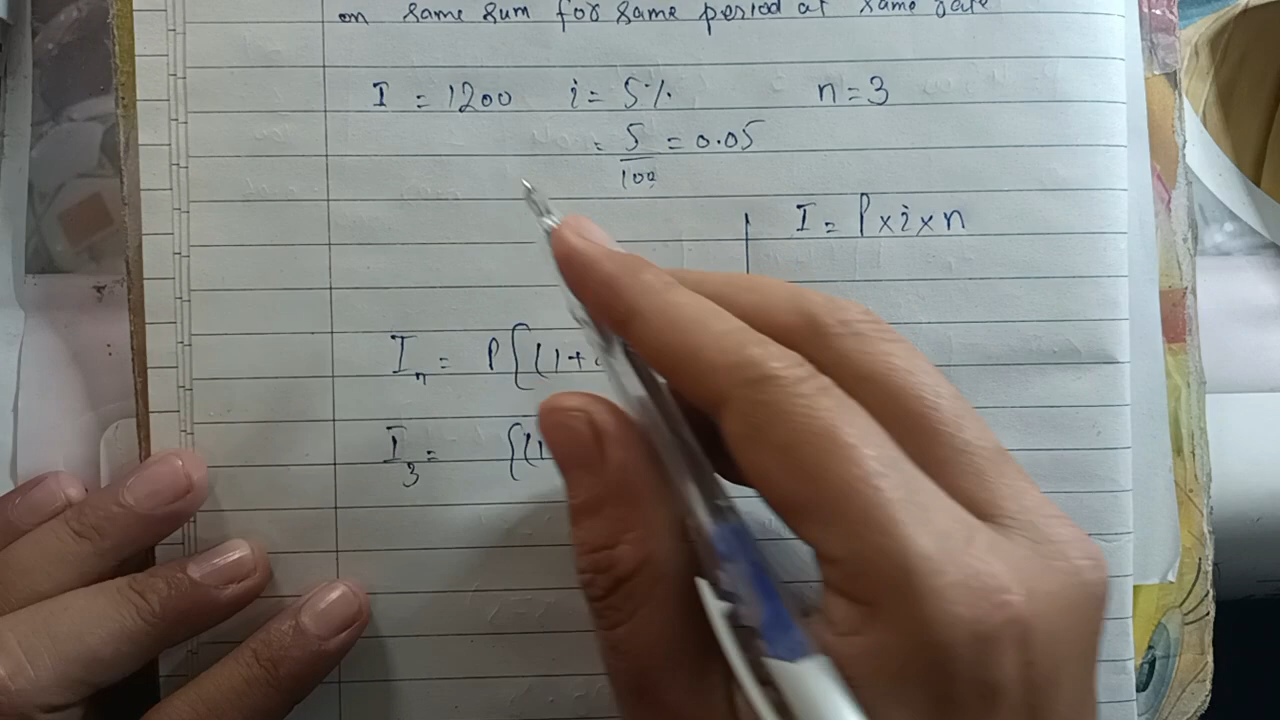 on same sum for same period at same rate
I = 1200 i = 5% n = 3
= 5/100 = 0.05
I = P×i×n
Iₙ = P{(1+
I₃ = {(1